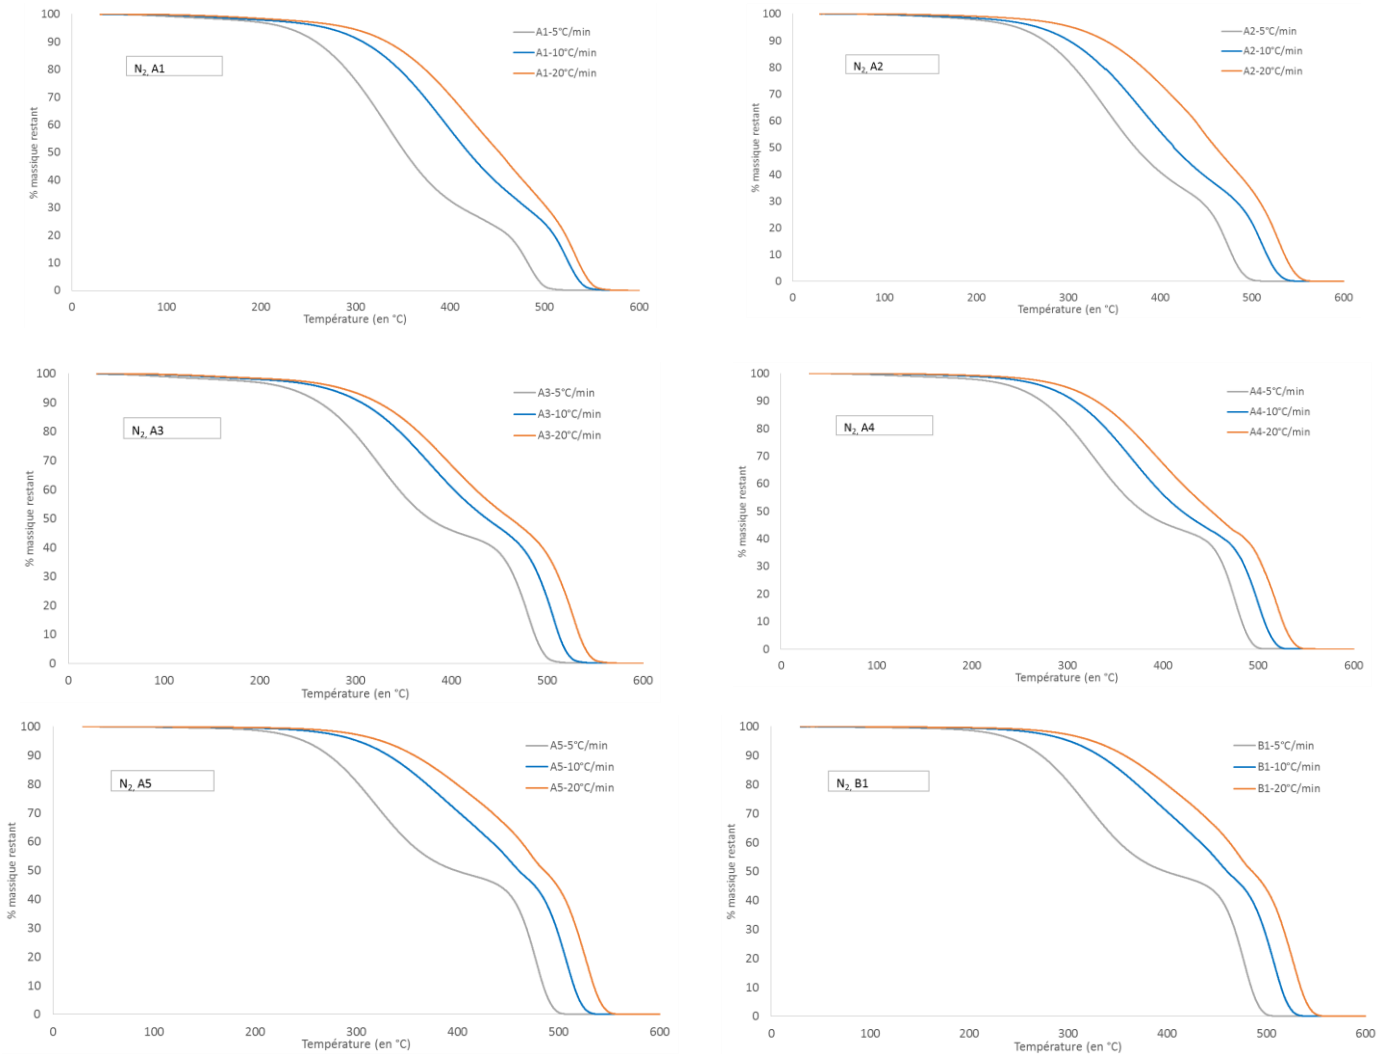 A1-5°C/min
A1-10°C/min
A1-20°C/min
N2, A1
% massique restant
100
90
80
70
60
50
40
30
20
10
0
0 100 200 300 400 500 600
Température (en °C)
A2-5°C/min
A2-10°C/min
A2-20°C/min
N2, A2
% massique restant
100
90
80
70
60
50
40
30
20
10
0
0 100 200 300 400 500 600
Température (en °C)
A3-5°C/min
A3-10°C/min
A3-20°C/min
N2, A3
% massique restant
100
90
80
70
60
50
40
30
20
10
0
0 100 200 300 400 500 600
Température (en °C)
A4-5°C/min
A4-10°C/min
A4-20°C/min
N2, A4
% massique restant
100
90
80
70
60
50
40
30
20
10
0
0 100 200 300 400 500 600
Température (en °C)
A5-5°C/min
A5-10°C/min
A5-20°C/min
N2, A5
% massique restant
100
90
80
70
60
50
40
30
20
10
0
0 100 200 300 400 500 600
Température (en °C)
B1-5°C/min
B1-10°C/min
B1-20°C/min
N2, B1
% massique restant
100
90
80
70
60
50
40
30
20
10
0
0 100 200 300 400 500 600
Température (en °C)